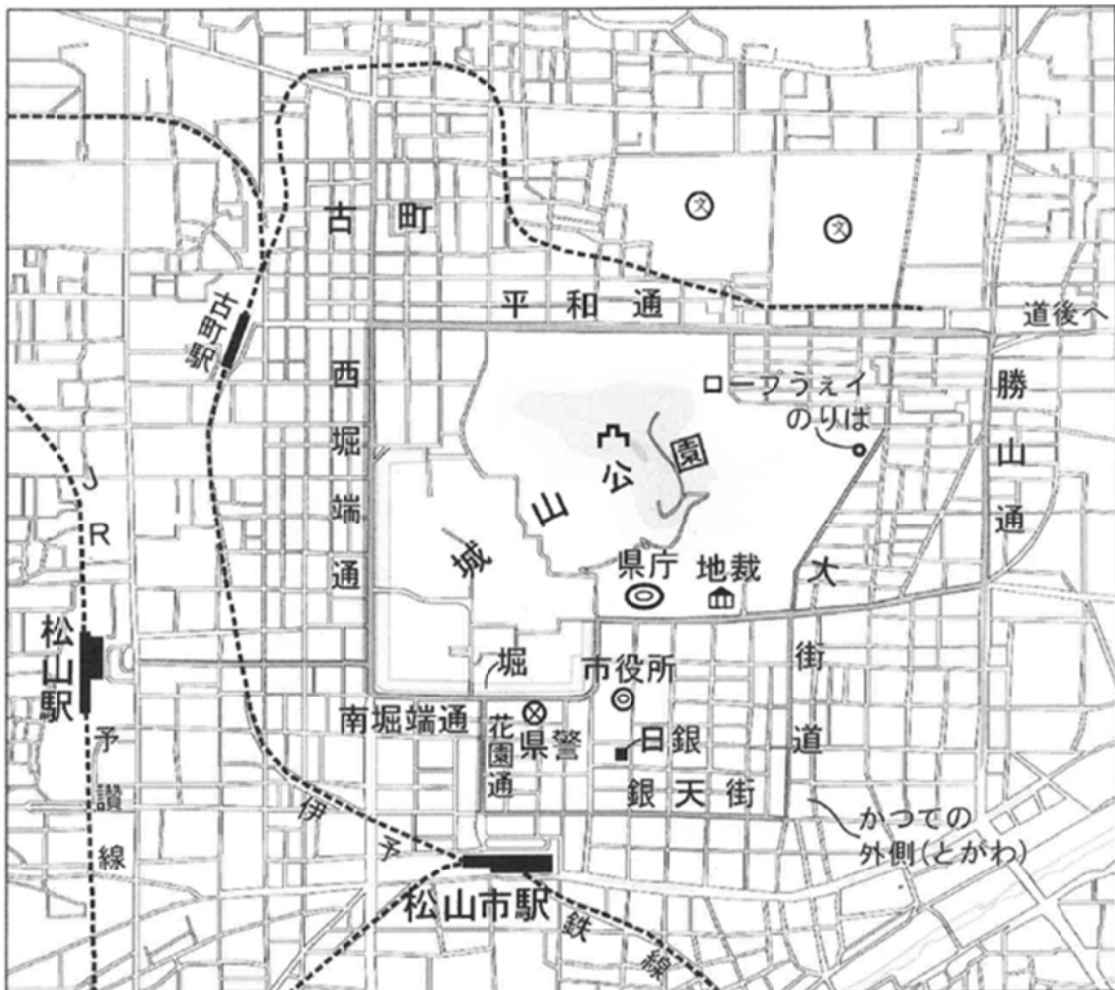 古町
文
文
古町駅
平和通
道後へ
西堀端通
ロープうぇイ
のりば
勝山通
城山公園
JR
県庁
地裁
大街道
松山駅
堀
市役所
南堀端通
花園通
県警
日銀
予讃線
銀天街
かつての
外側(とがわ)
伊予鉄線
松山市駅